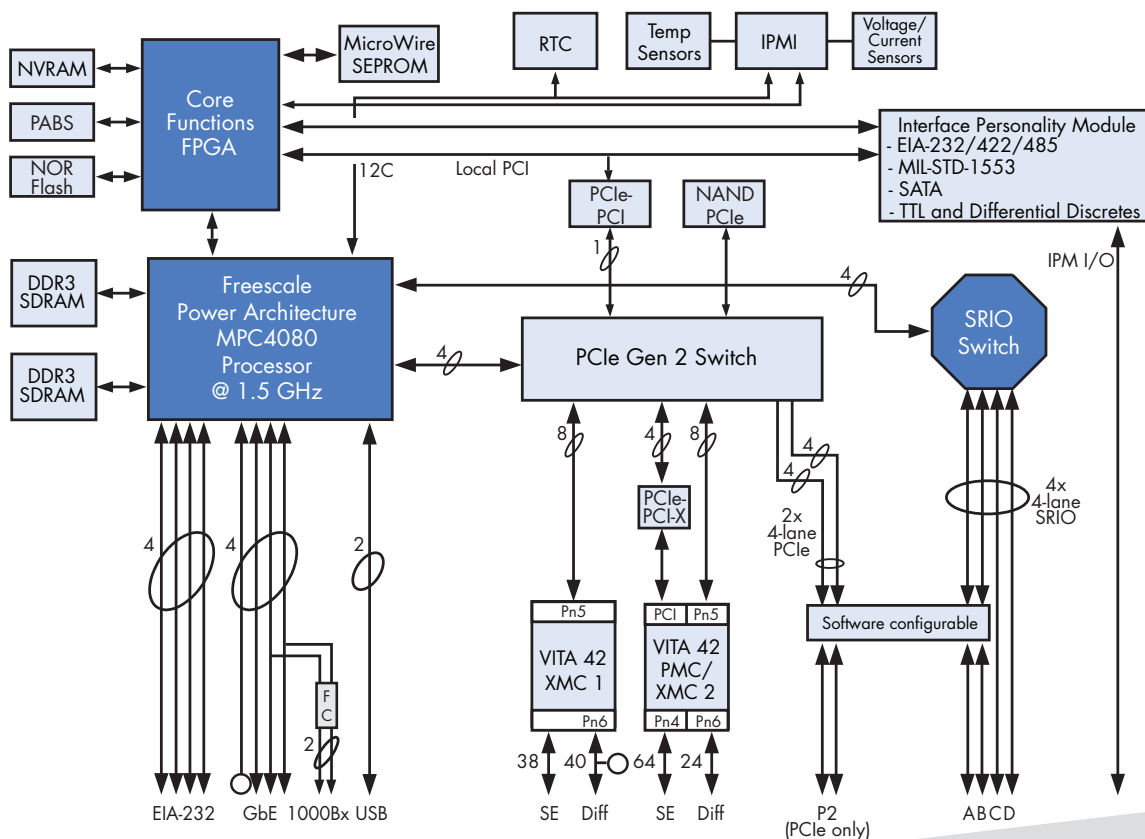 NVRAM
PABS
NOR
Flash
Core
Functions
FPGA
MicroWire
SEPROM
RTC
Temp
Sensors
IPMI
Voltage/
Current
Sensors
Interface Personality Module
- EIA-232/422/485
- MIL-STD-1553
- SATA
- TTL and Differential Discretes
12C
Local PCI
PCIe-
PCI
NAND
PCIe
1
IPM I/O
DDR3
SDRAM
DDR3
SDRAM
Freescale
Power Architecture
MPC4080
Processor
@ 1.5 GHz
4
4
PCIe Gen 2 Switch
SRIO
Switch
8
4
8
4
4
PCIe-
PCI-X
2x
4-lane
PCIe
4x
4-lane
SRIO
4
4
2
F
C
2
Pn5
VITA 42
XMC 1
Pn6
PCI
Pn5
VITA 42
PMC/
XMC 2
Pn4
Pn6
Software configurable
38
40
64
24
EIA-232
GbE
1000Bx
USB
SE
Diff
SE
Diff
P2
(PCIe only)
ABCD